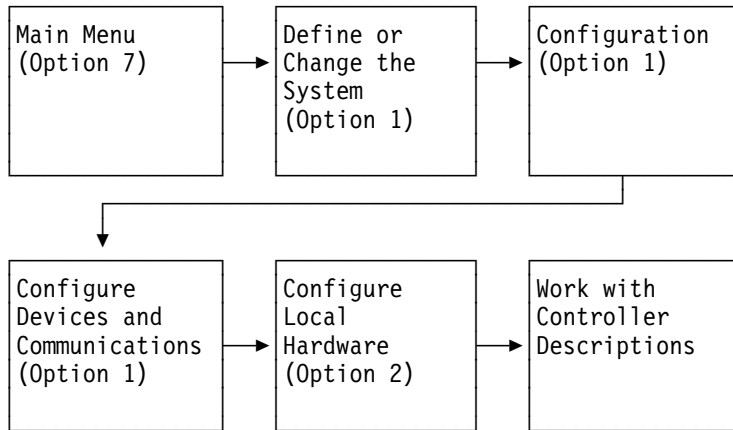 Main Menu
(Option 7)
Define or
Change the
System
(Option 1)
Configuration
(Option 1)
Configure
Devices and
Communications
(Option 1)
Configure
Local
Hardware
(Option 2)
Work with
Controller
Descriptions